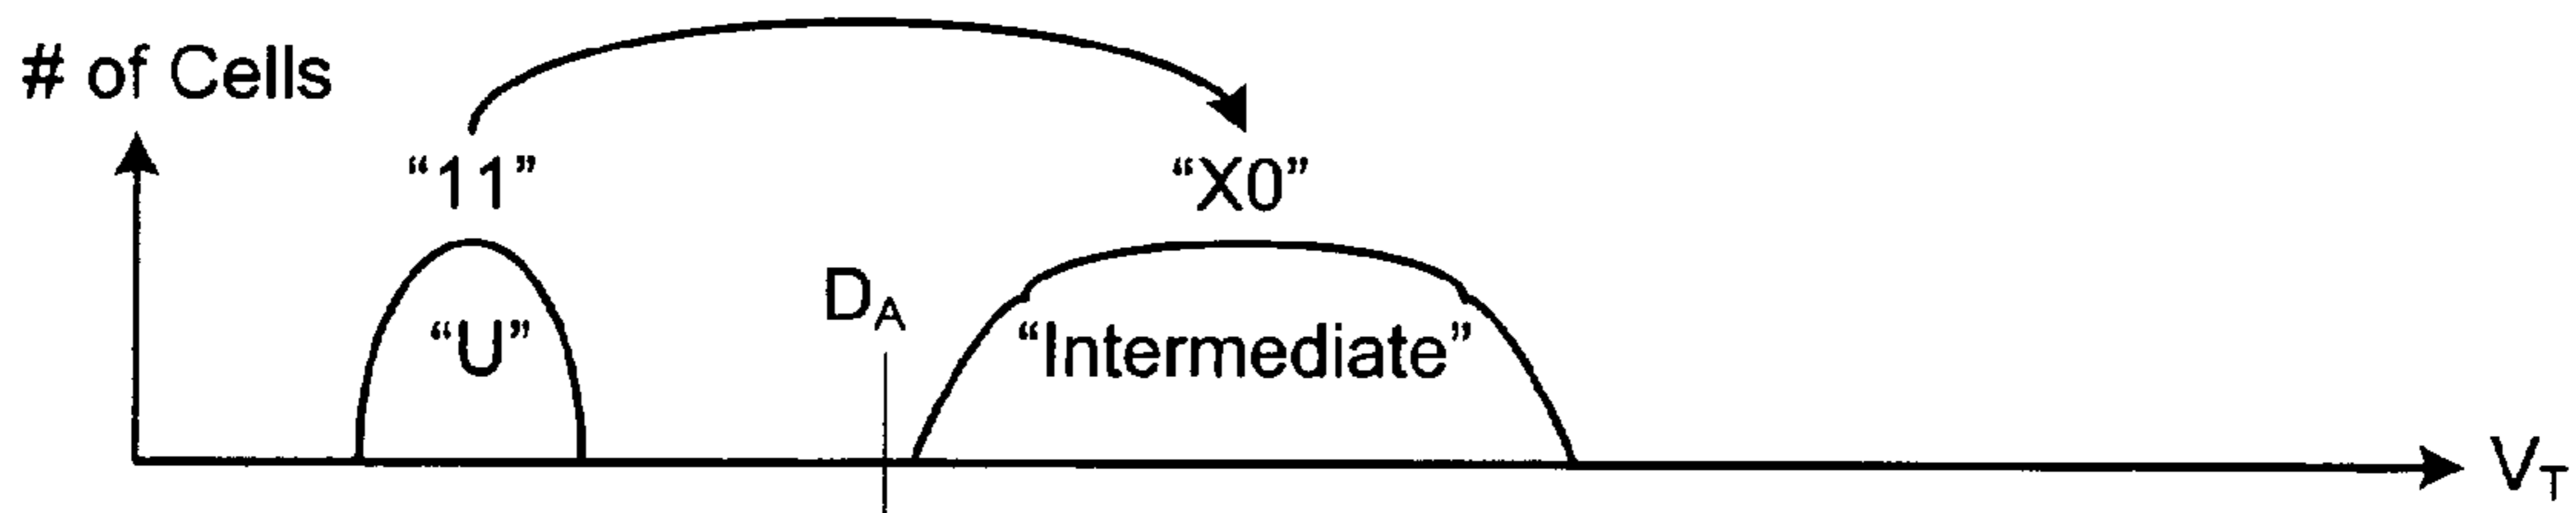 # of Cells
“11”
“X0”
“U”
DA
“Intermediate”
VT